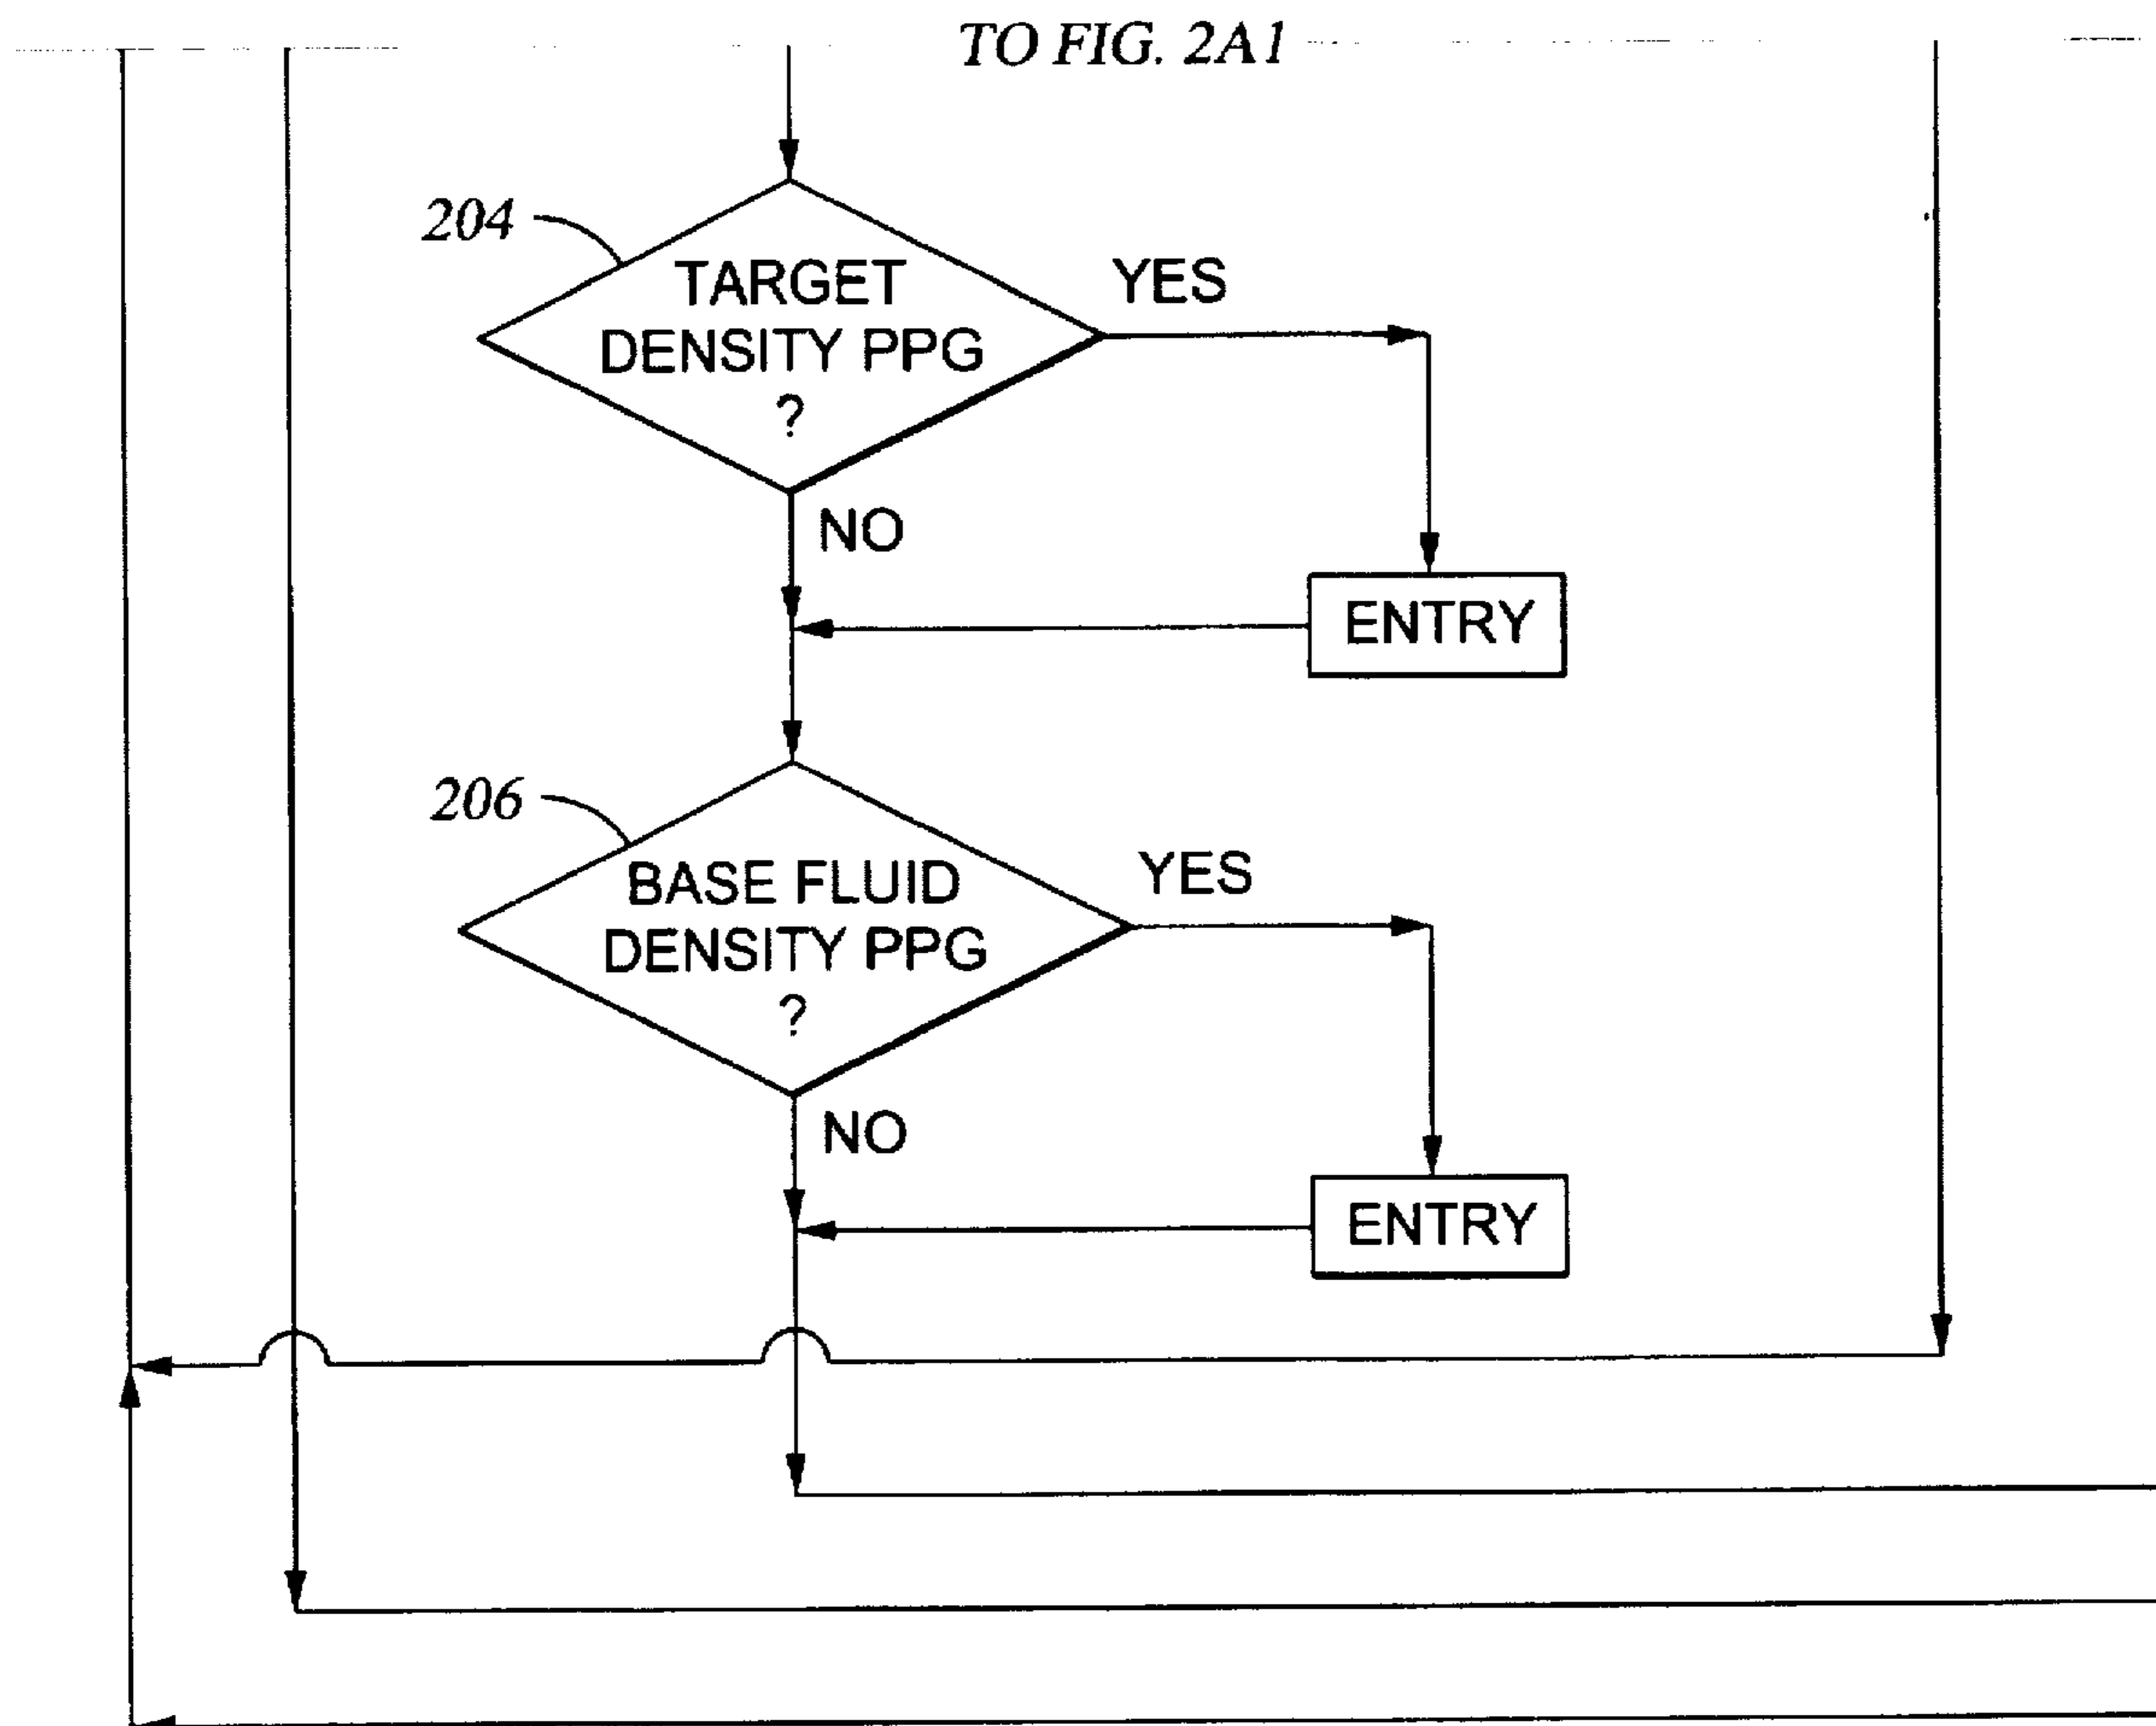 TO FIG. 2A1
204
TARGET
DENSITY PPG
?
YES
NO
ENTRY
206
BASE FLUID
DENSITY PPG
?
YES
NO
ENTRY